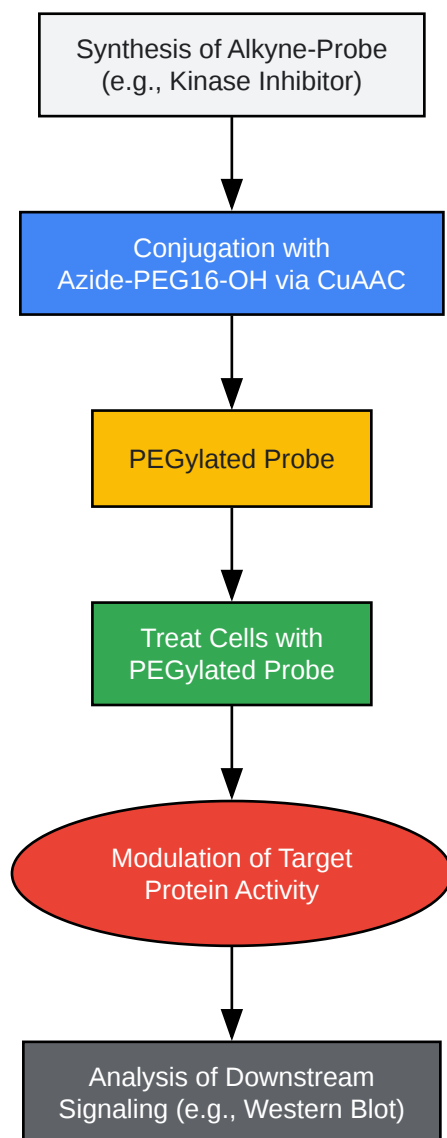 Synthesis of Alkyne-Probe
(e.g., Kinase Inhibitor)
Conjugation with
Azide-PEG16-OH via CuAAC
PEGylated Probe
Treat Cells with
PEGylated Probe
Modulation of Target
Protein Activity
Analysis of Downstream
Signaling (e.g., Western Blot)